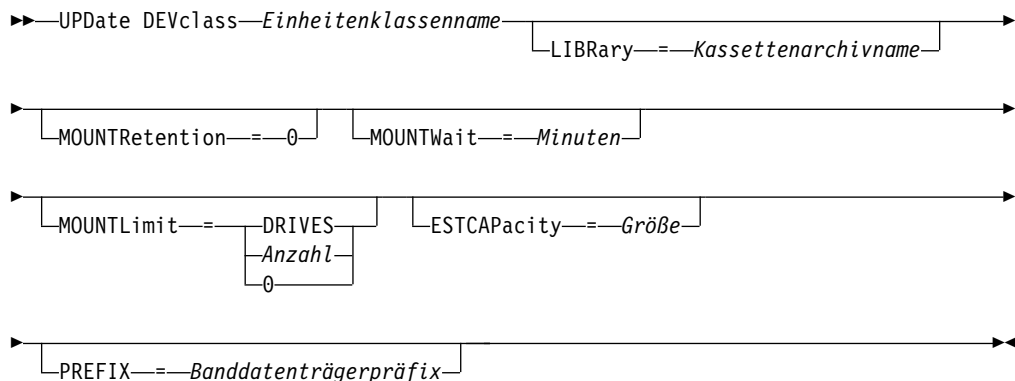 UPDate DEVclass Einheitenklassenname
LIBRary = Kassettenarchivname
MOUNTRetention = 0 MOUNTWait = Minuten
MOUNTLimit = DRIVES ESTCAPacity = Größe
Anzahl
0
PREFIX = Banddatenträgerpräfix